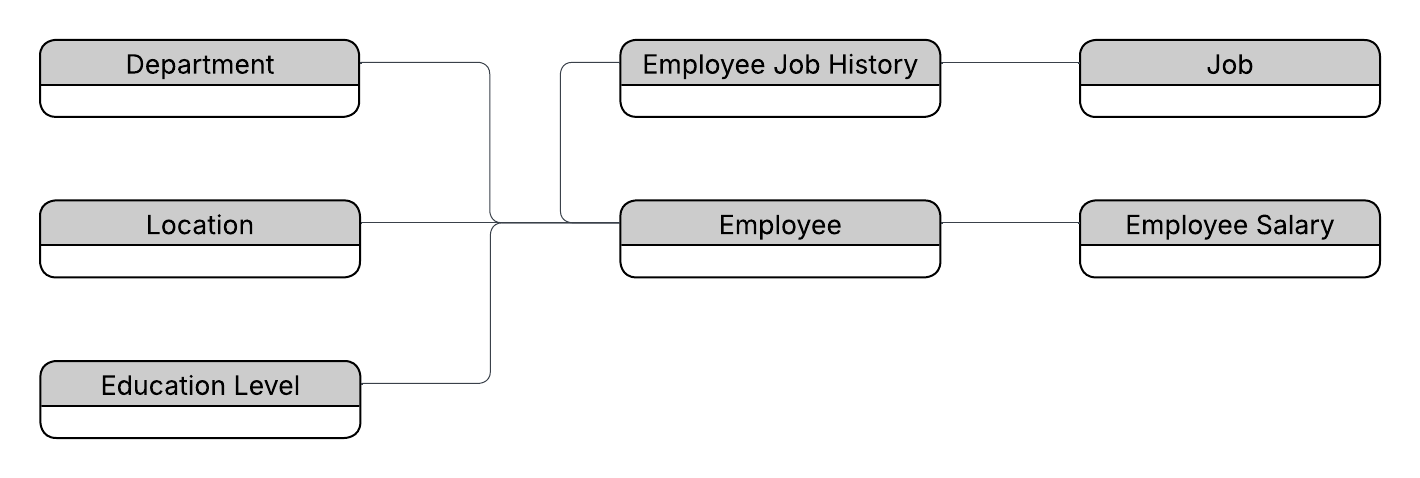 Department
Employee Job History
Job
Location
Employee
Employee Salary
Education Level